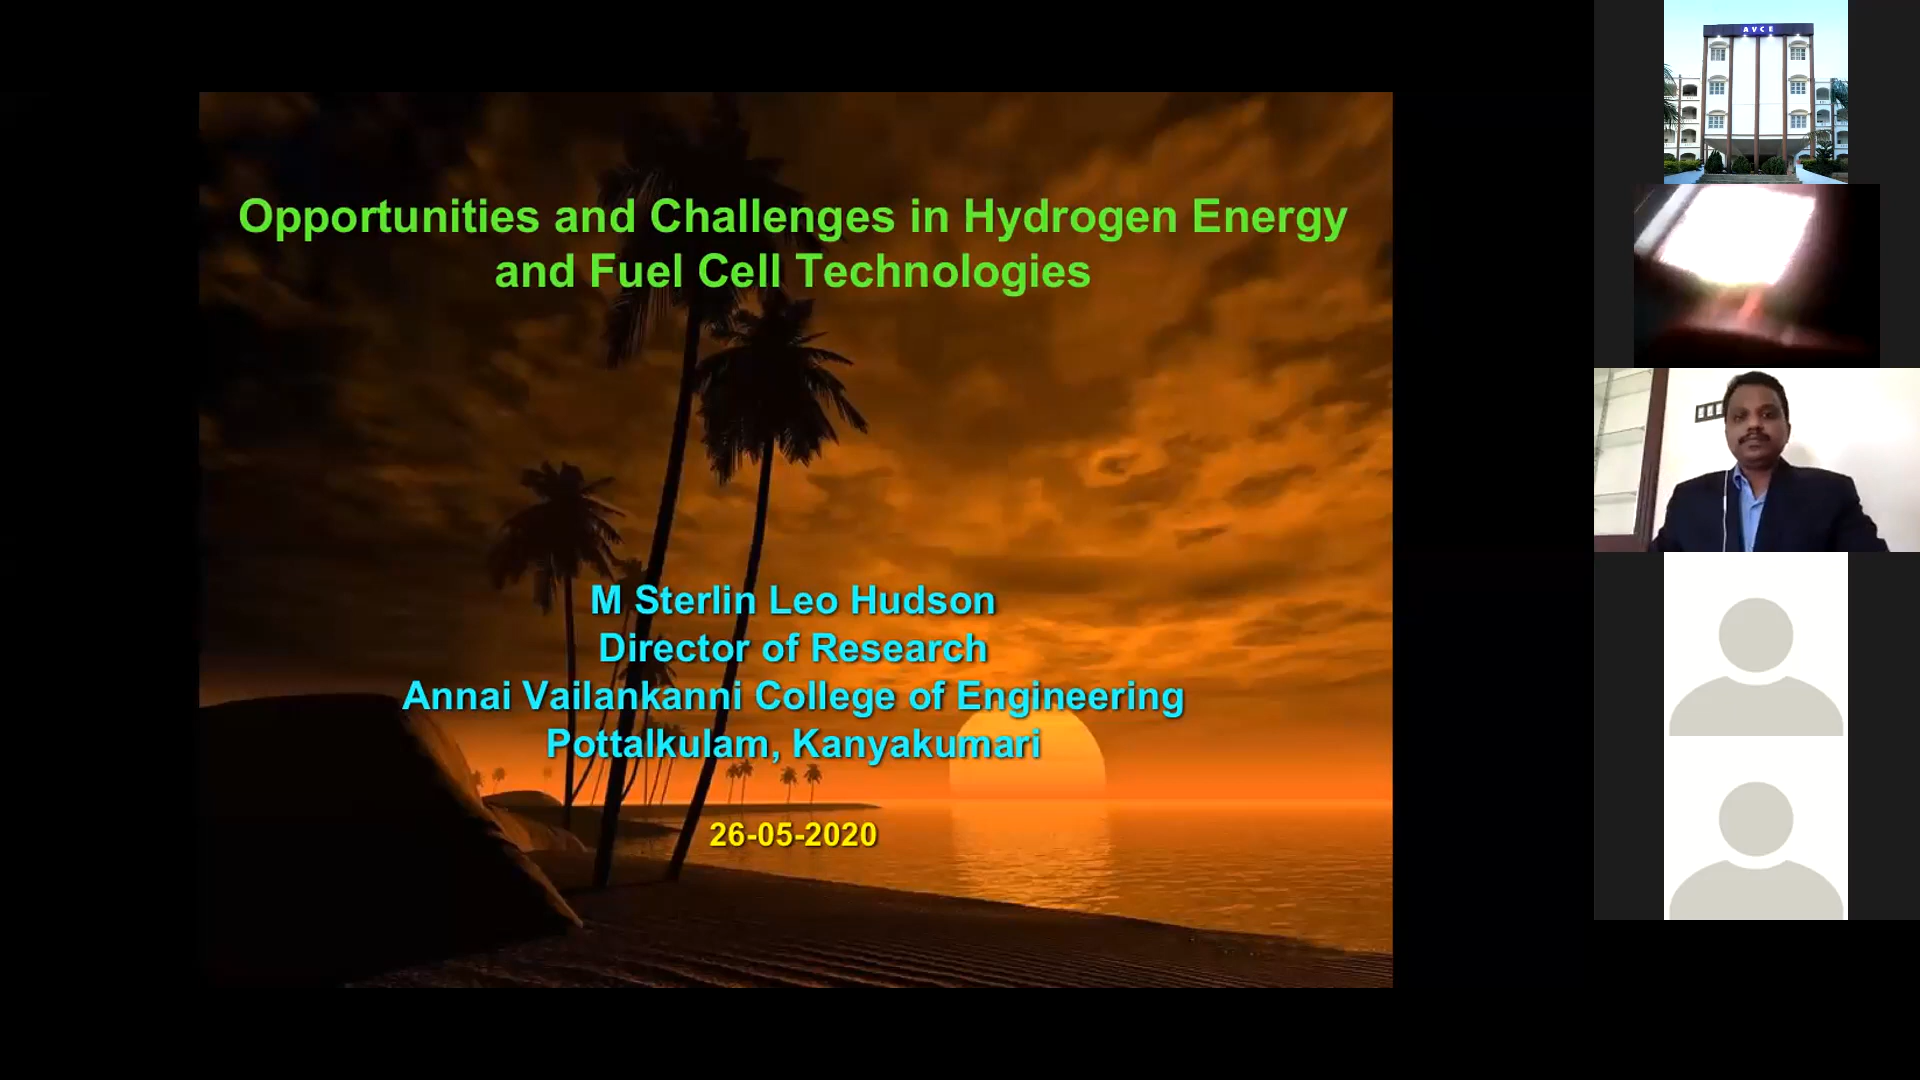 Opportunities and Challenges in Hydrogen Energy
and Fuel Cell Technologies
M Sterlin Leo Hudson
Director of Research
Annai Vailankanni College of Engineering
Pottalkulam, Kanyakumari
26-05-2020
AVCE